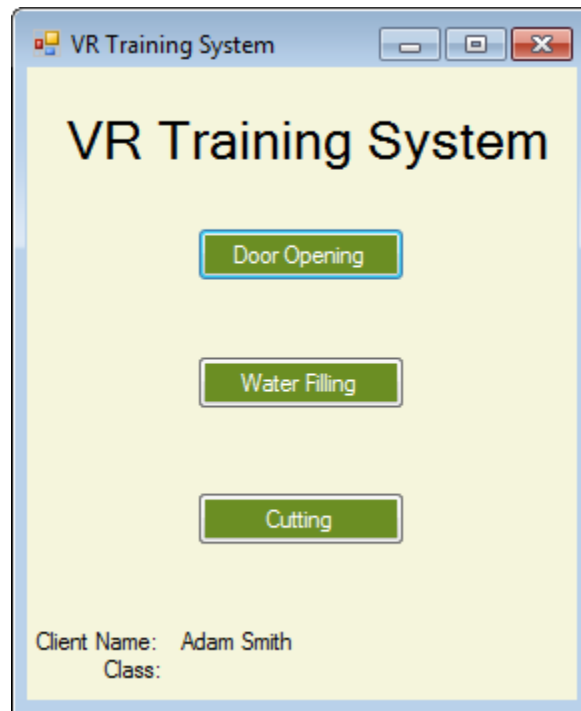 VR Training System
VR Training System
Door Opening
Water Filling
Cutting
Client Name: Adam Smith
Class: